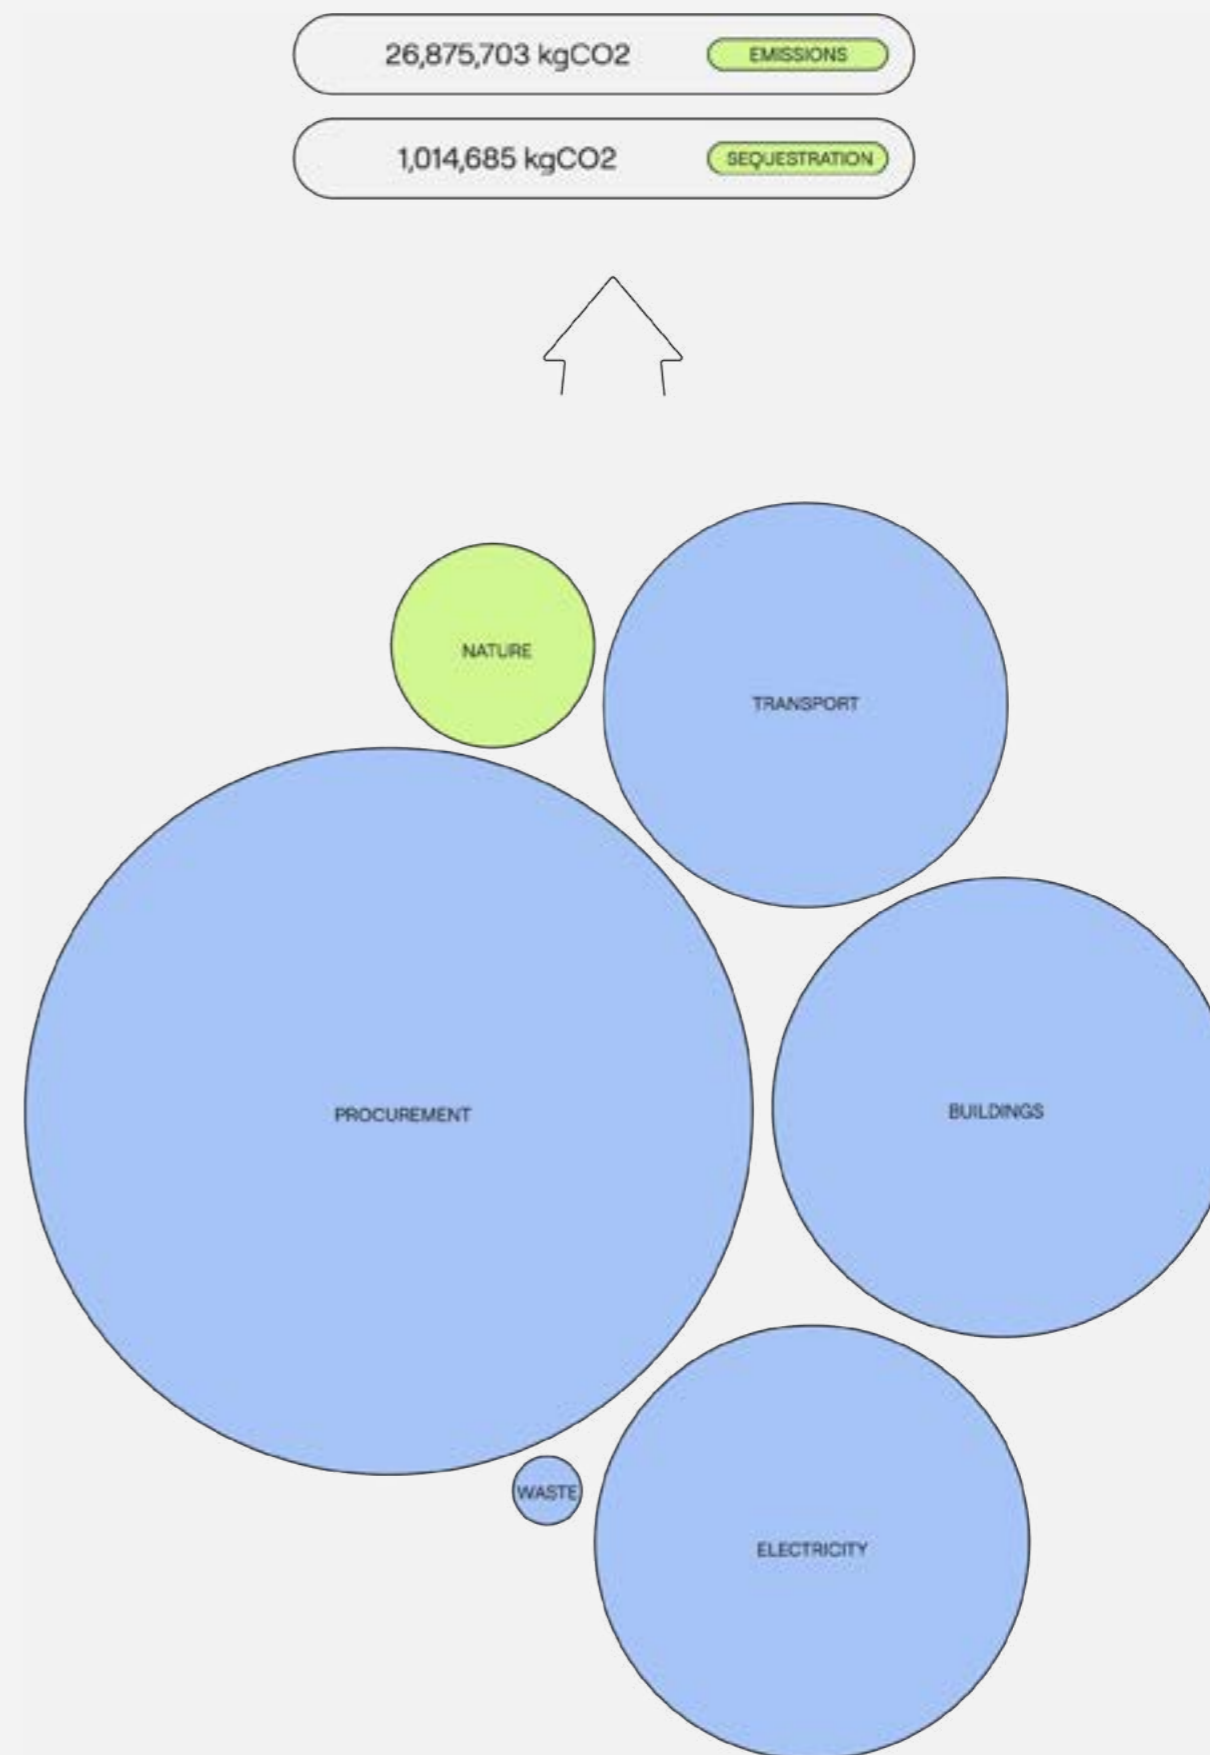 26,875,703 kgCO2 EMISSIONS
1,014,685 kgCO2 SEQUESTRATION
NATURE
TRANSPORT
PROCUREMENT
BUILDINGS
WASTE
ELECTRICITY